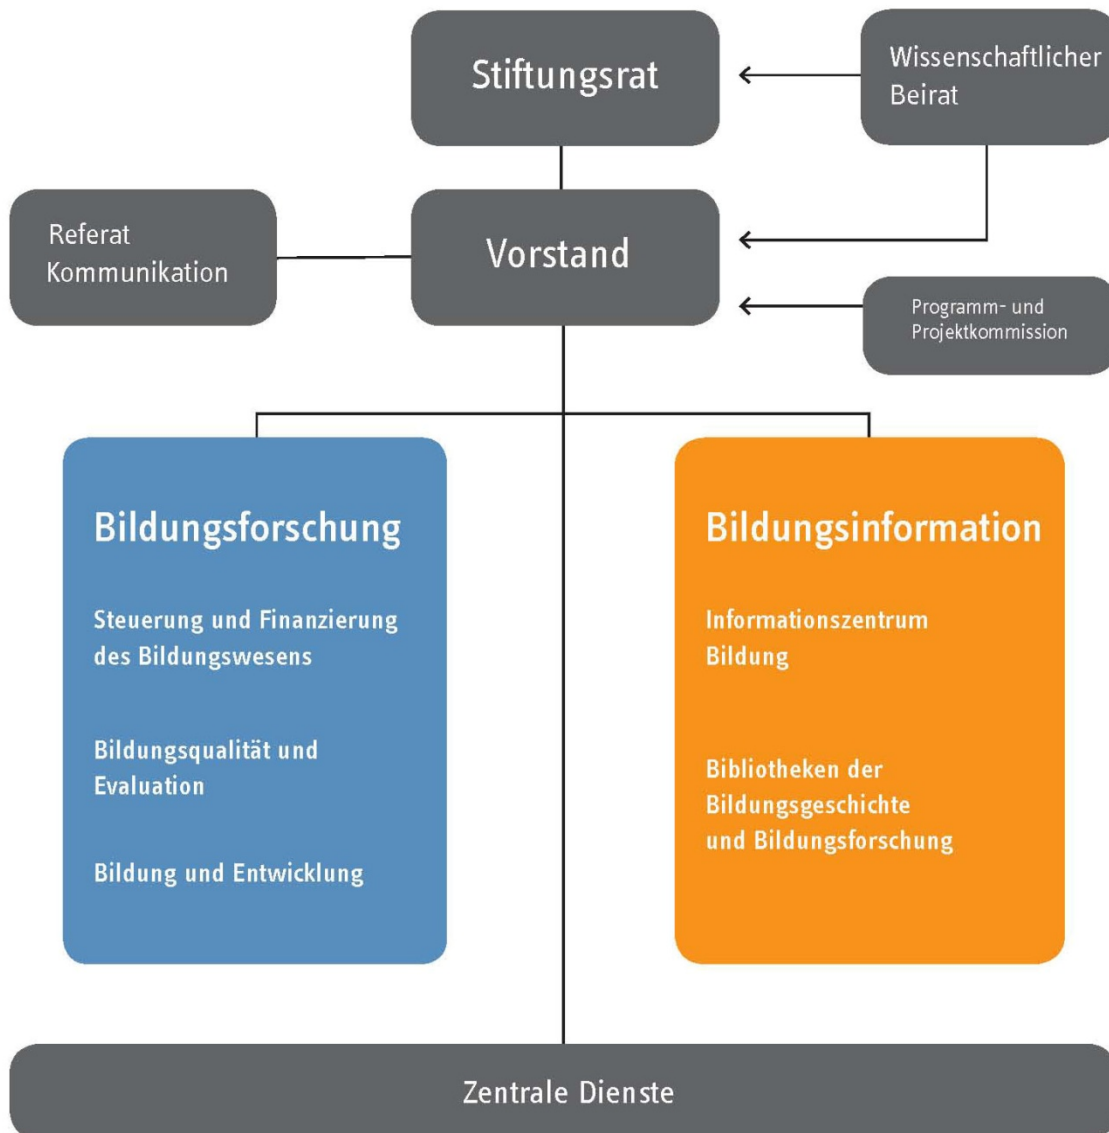 Stiftungsrat
Wissenschaftlicher
Beirat
Referat
Kommunikation
Vorstand
Programm- und
Projektkommission
Bildungsforschung
Steuerung und Finanzierung
des Bildungswesens
Bildungsqualität und
Evaluation
Bildung und Entwicklung
Bildungsinformation
Informationszentrum
Bildung
Bibliotheken der
Bildungsgeschichte
und Bildungsforschung
Zentrale Dienste